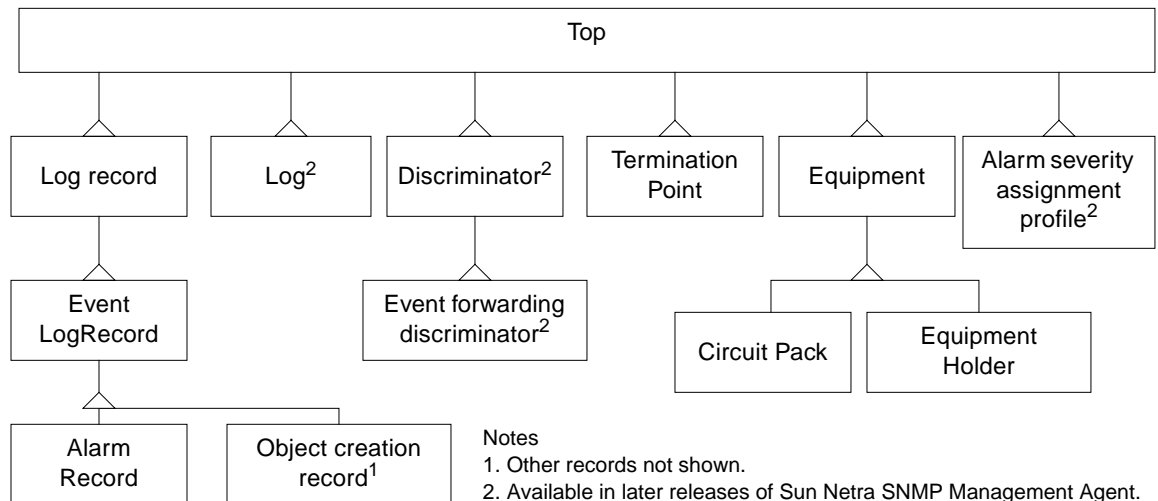 Top
Log record
Log²
Discriminator²
Termination
Point
Equipment
Alarm severity
assignment
profile²
Event
LogRecord
Event forwarding
discriminator²
Circuit Pack
Equipment
Holder
Alarm
Record
Object creation
record¹
Notes
1. Other records not shown.
2. Available in later releases of Sun Netra SNMP Management Agent.